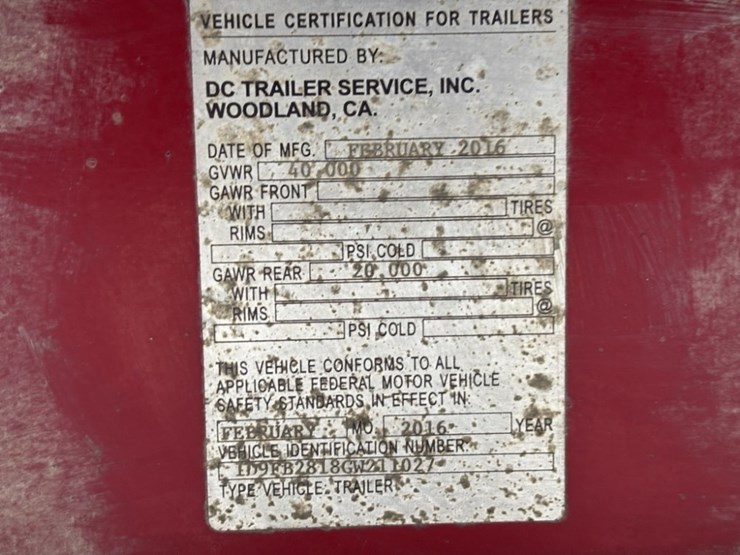 VEHICLE CERTIFICATION FOR TRAILERS
MANUFACTURED BY:
DC TRAILER SERVICE, INC.
WOODLAND, CA.
DATE OF MFG. FEBRUARY 2016
GVWR 40,000
GAWR FRONT
WITH TIRES
RIMS @
PSI COLD
GAWR REAR 20,000
WITH TIRES
RIMS @
PSI COLD
THIS VEHICLE CONFORMS TO ALL
APPLICABLE FEDERAL MOTOR VEHICLE
SAFETY STANDARDS IN EFFECT IN:
FEBRUARY MO. 2016 YEAR
VEHICLE IDENTIFICATION NUMBER:
TYPE VEHICLE: TRAILER